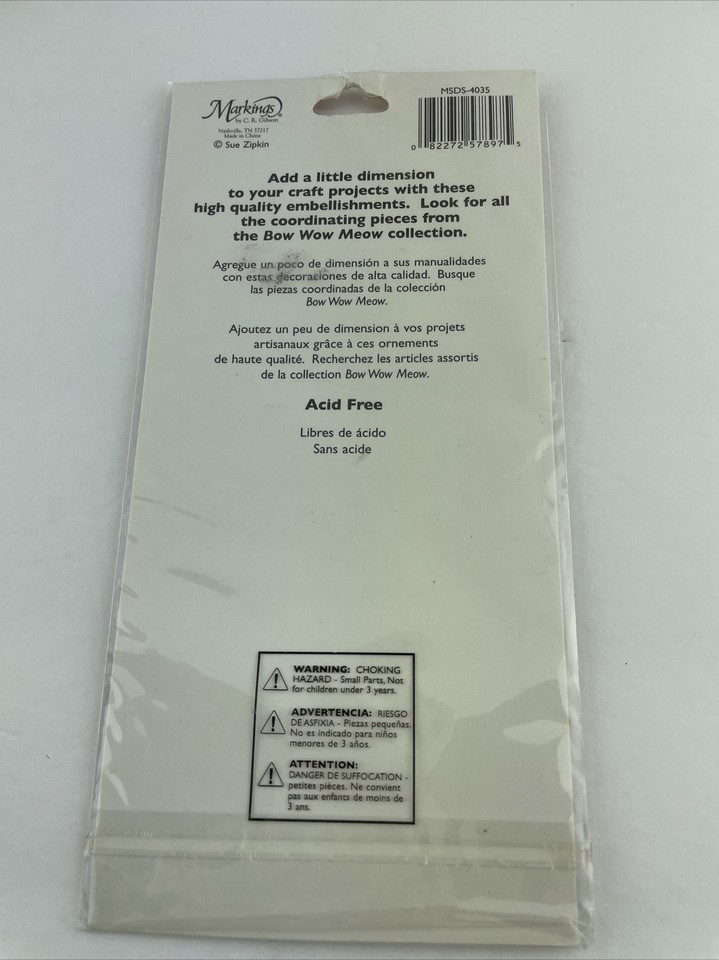 Markings®
by C. R. Gibson
Nashville, TN 37217
Made in China
© Sue Zipkin
MSDS-4035
0 82272 57897 5
Add a little dimension
to your craft projects with these
high quality embellishments. Look for all
the coordinating pieces from
the Bow Wow Meow collection.
Agregue un poco de dimensión a sus manualidades
con estas decoraciones de alta calidad. Busque
las piezas coordinadas de la colección
Bow Wow Meow.
Ajoutez un peu de dimension à vos projets
artisanaux grâce à ces ornements
de haute qualité. Recherchez les articles assortis
de la collection Bow Wow Meow.
Acid Free
Libres de ácido
Sans acide
WARNING: CHOKING
HAZARD - Small Parts, Not
for children under 3 years.
ADVERTENCIA: RIESGO
DE ASFIXIA - Piezas pequeñas.
No es indicado para niños
menores de 3 años.
ATTENTION:
DANGER DE SUFFOCATION -
petites pièces. Ne convient
pas aux enfants de moins de
3 ans.